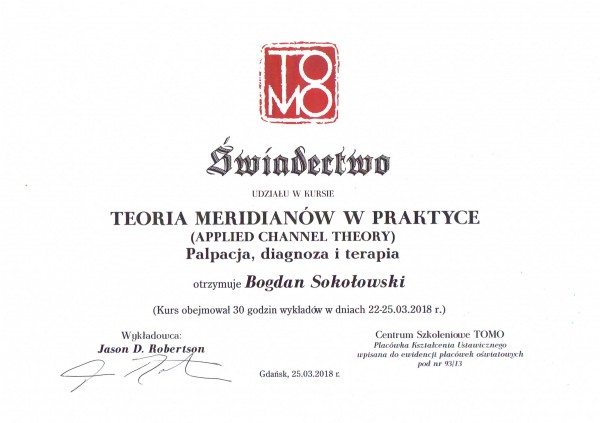 TO
MO
Świadectwo
UDZIAŁU W KURSIE
TEORIA MERIDIANÓW W PRAKTYCE
(APPLIED CHANNEL THEORY)
Palpacja, diagnoza i terapia
otrzymuje Bogdan Sokołowski
(Kurs obejmował 30 godzin wykładów w dniach 22-25.03.2018 r.)
Wykładowca:
Jason D. Robertson
Centrum Szkoleniowe TOMO
Placówka Kształcenia Ustawicznego
wpisana do ewidencji placówek oświatowych
pod nr 93/13
Gdańsk, 25.03.2018 r.